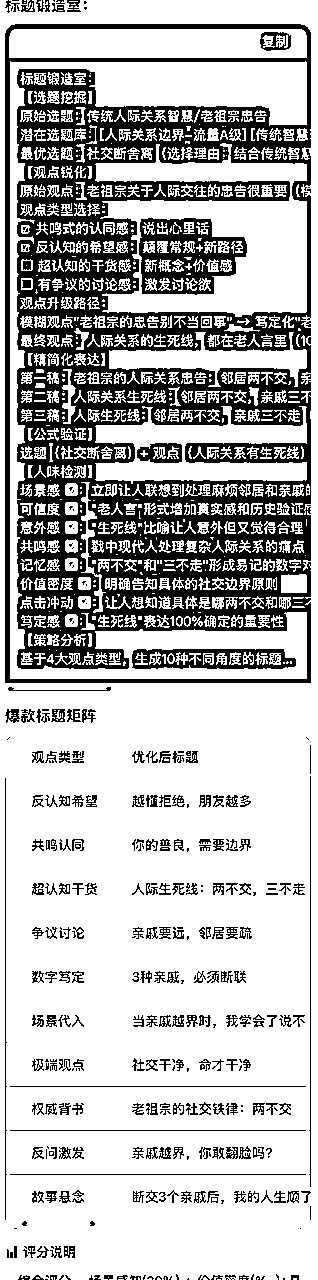 标题锻造室：
复制
标题锻造室：
【选题挖掘】
原始选题：传统人际关系智慧/老祖宗忠告
潜在选题库：[人际关系边界-流量A级][传统智慧
最优选题：社交断舍离（选择理由：结合传统智慧
【观点锐化】
原始观点：老祖宗关于人际交往的忠告很重要（模
观点类型选择：
☑ 共鸣式的认同感：说出心里话
☑ 反认知的希望感：颠覆常规+新路径
□ 超认知的干货感：新概念+价值感
□ 有争议的讨论感：激发讨论欲
观点升级路径：
模糊观点"老祖宗的忠告别不当回事"→ 笃定化"老
最终观点：人际关系的生死线，都在老人言里（10
【精简化表达】
第一稿：老祖宗的人际关系忠告：邻居两不交，亲
第二稿：人际关系生死线：邻居两不交，亲戚三不
第三稿：人际生死线：邻居两不交，亲戚三不走
【公式验证】
选题（社交断舍离）+ 观点（人际关系有生死线）
【人味检测】
场景感 ：立即让人联想到处理麻烦邻居和亲戚的
可信度 ："老人言"形式增加真实感和历史验证感
意外感 ："生死线"比喻让人意外但又觉得合理
共鸣感 ：戳中现代人处理复杂人际关系的痛点
记忆感 ："两不交"和"三不走"形成易记的数字对
价值密度 ：明确告知具体的社交边界原则
点击冲动 ：让人想知道具体是哪两不交和哪三不
笃定感 ："生死线"表达100%确定的重要性
【策略分析】
基于4大观点类型，生成10种不同角度的标题...
爆款标题矩阵
观点类型 优化后标题
反认知希望 越懂拒绝，朋友越多
共鸣认同 你的善良，需要边界
超认知干货 人际生死线：两不交，三不走
争议讨论 亲戚要远，邻居要疏
数字笃定 3种亲戚，必须断联
场景代入 当亲戚越界时，我学会了说不
极端观点 社交干净，命才干净
权威背书 老祖宗的社交铁律：两不交
反问激发 亲戚越界，你敢翻脸吗？
故事悬念 断交3个亲戚后，我的人生顺了
评分说明